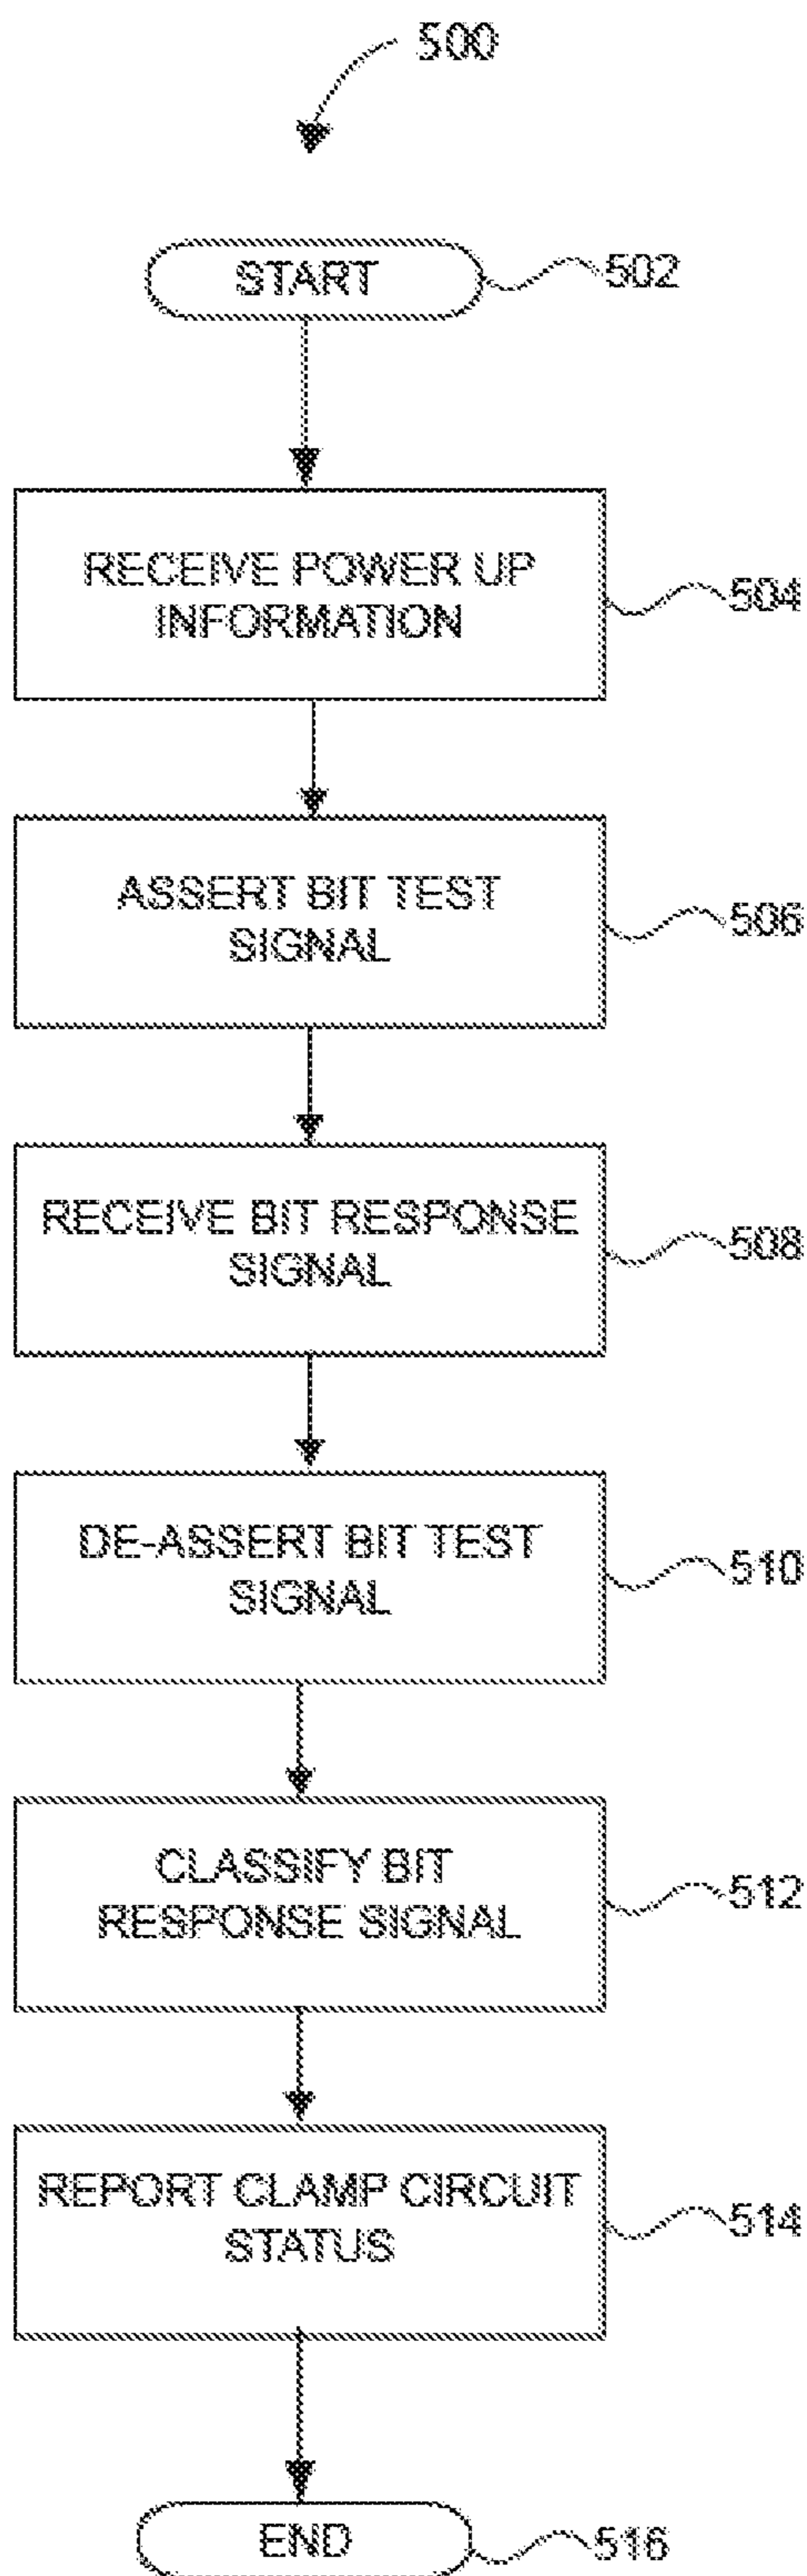 500
START
502
RECEIVE POWER UP
INFORMATION
504
ASSERT BIT TEST
SIGNAL
506
RECEIVE BIT RESPONSE
SIGNAL
508
DE-ASSERT BIT TEST
SIGNAL
510
CLASSIFY BIT
RESPONSE SIGNAL
512
REPORT CLAMP CIRCUIT
STATUS
514
END
516